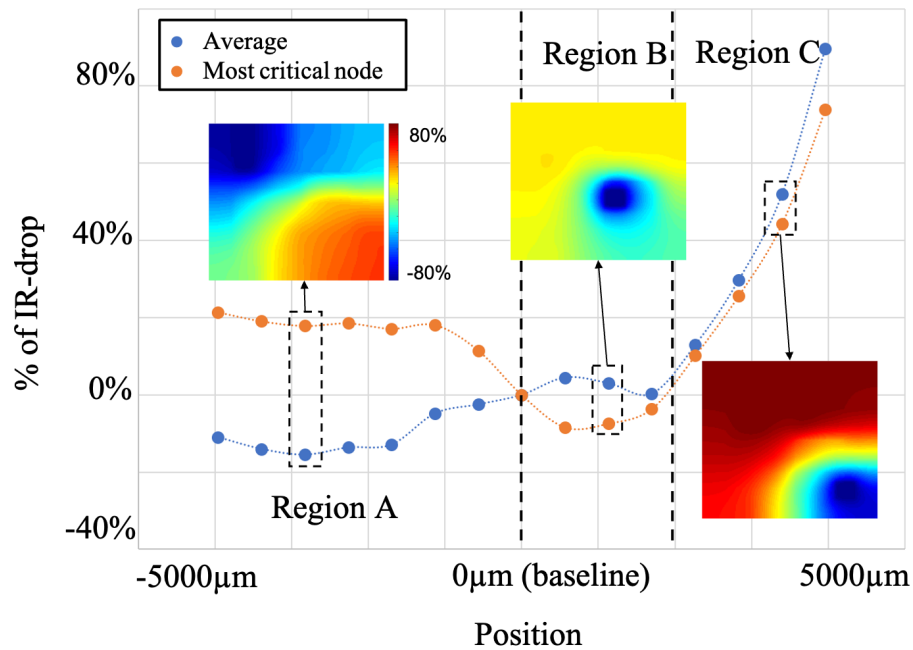 Average
Most critical node
Region B
Region C
80%
80%
40%
-80%
0%
Region A
-40%
-5000µm
0µm (baseline)
5000µm
% of IR-drop
Position